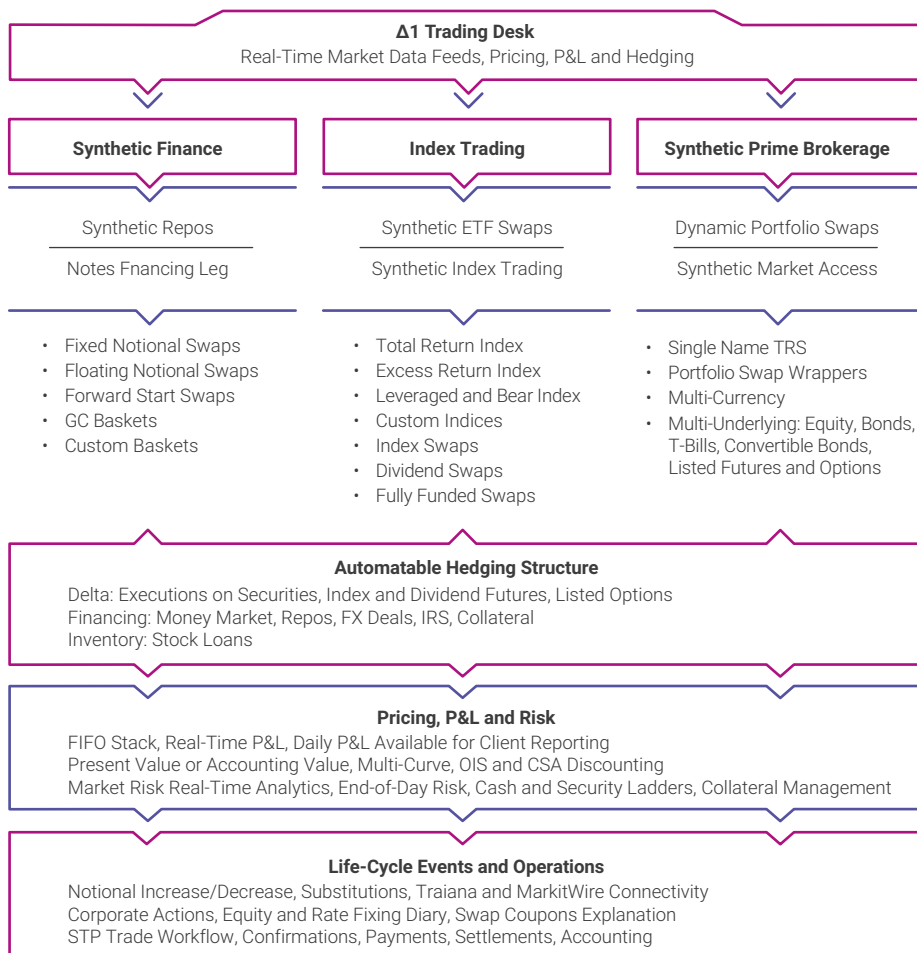 Δ1 Trading Desk
Real-Time Market Data Feeds, Pricing, P&L and Hedging
Synthetic Finance
Synthetic Repos
Notes Financing Leg
• Fixed Notional Swaps
• Floating Notional Swaps
• Forward Start Swaps
• GC Baskets
• Custom Baskets
Index Trading
Synthetic ETF Swaps
Synthetic Index Trading
• Total Return Index
• Excess Return Index
• Leveraged and Bear Index
• Custom Indices
• Index Swaps
• Dividend Swaps
• Fully Funded Swaps
Synthetic Prime Brokerage
Dynamic Portfolio Swaps
Synthetic Market Access
• Single Name TRS
• Portfolio Swap Wrappers
• Multi-Currency
• Multi-Underlying: Equity, Bonds,
T-Bills, Convertible Bonds,
Listed Futures and Options
Automatable Hedging Structure
Delta: Executions on Securities, Index and Dividend Futures, Listed Options
Financing: Money Market, Repos, FX Deals, IRS, Collateral
Inventory: Stock Loans
Pricing, P&L and Risk
FIFO Stack, Real-Time P&L, Daily P&L Available for Client Reporting
Present Value or Accounting Value, Multi-Curve, OIS and CSA Discounting
Market Risk Real-Time Analytics, End-of-Day Risk, Cash and Security Ladders, Collateral Management
Life-Cycle Events and Operations
Notional Increase/Decrease, Substitutions, Traiana and MarkitWire Connectivity
Corporate Actions, Equity and Rate Fixing Diary, Swap Coupons Explanation
STP Trade Workflow, Confirmations, Payments, Settlements, Accounting